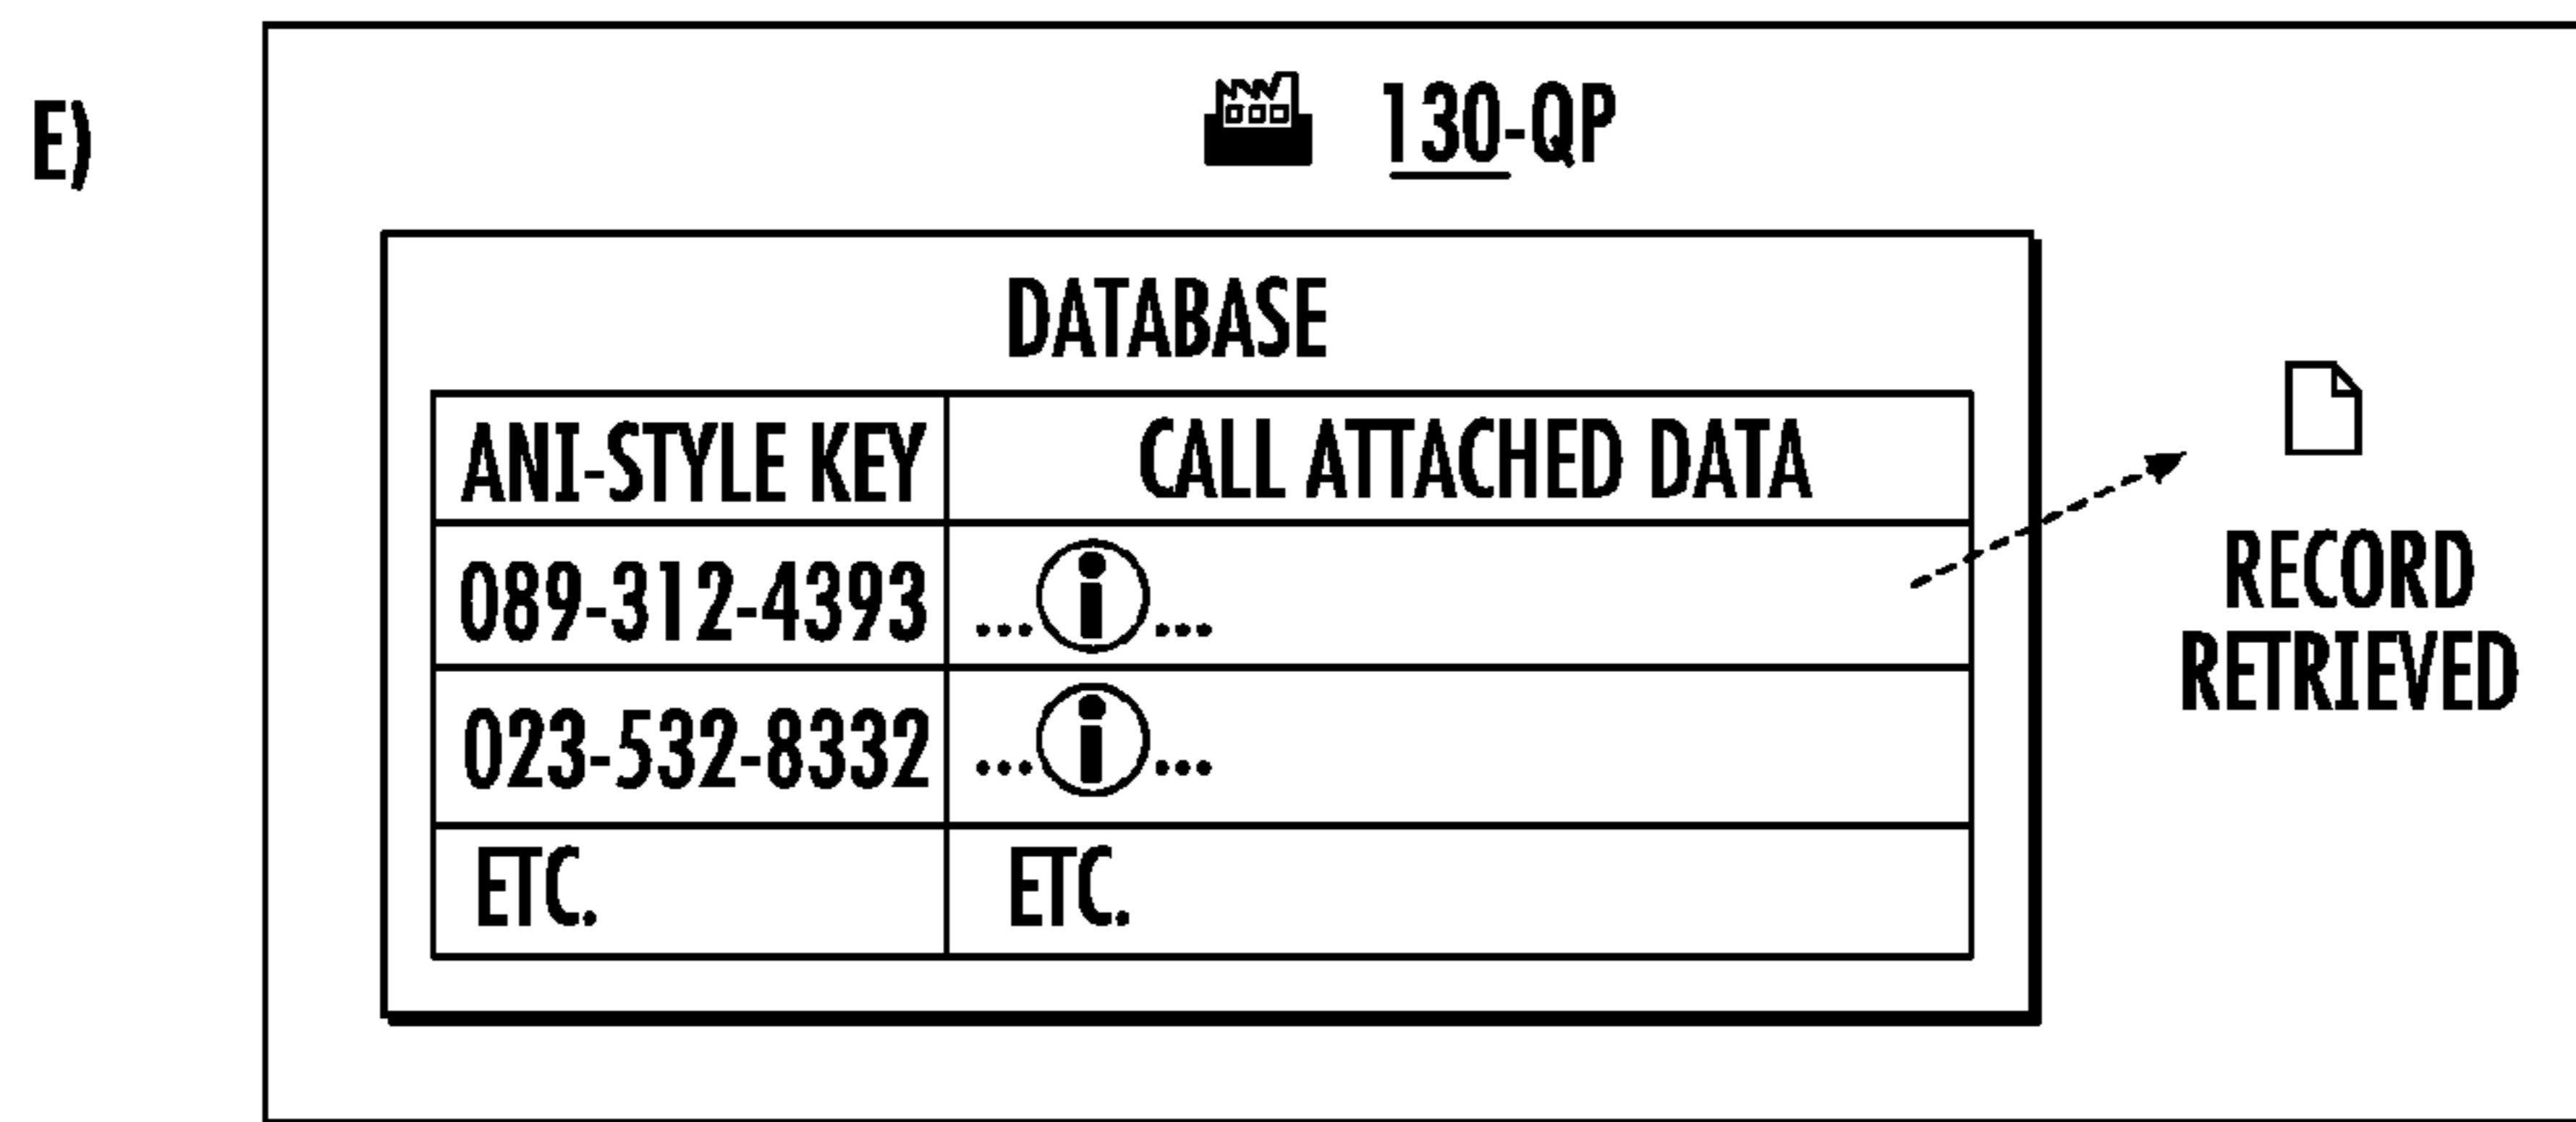 E)
130-QP
DATABASE
ANI-STYLE KEY CALL ATTACHED DATA
089-312-4393 ...i...
023-532-8332 ...i...
ETC. ETC.
RECORD
RETRIEVED